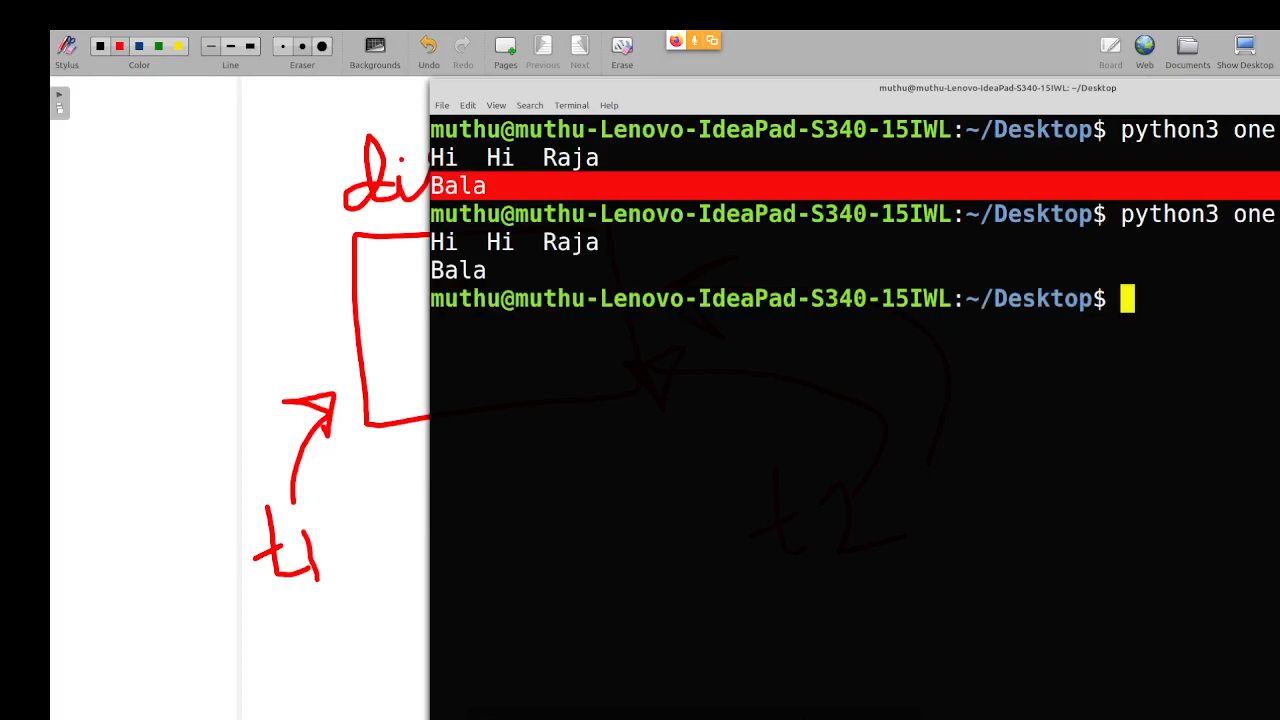 Stylus Color Line Eraser Backgrounds Undo Redo Pages Previous Next Erase Board Web Documents Show Desktop
muthu@muthu-Lenovo-IdeaPad-S340-15IWL: ~/Desktop
File Edit View Search Terminal Help
muthu@muthu-Lenovo-IdeaPad-S340-15IWL:~/Desktop$ python3 one
Hi Hi Raja
Bala
muthu@muthu-Lenovo-IdeaPad-S340-15IWL:~/Desktop$ python3 one
Hi Hi Raja
Bala
muthu@muthu-Lenovo-IdeaPad-S340-15IWL:~/Desktop$
t1
t2